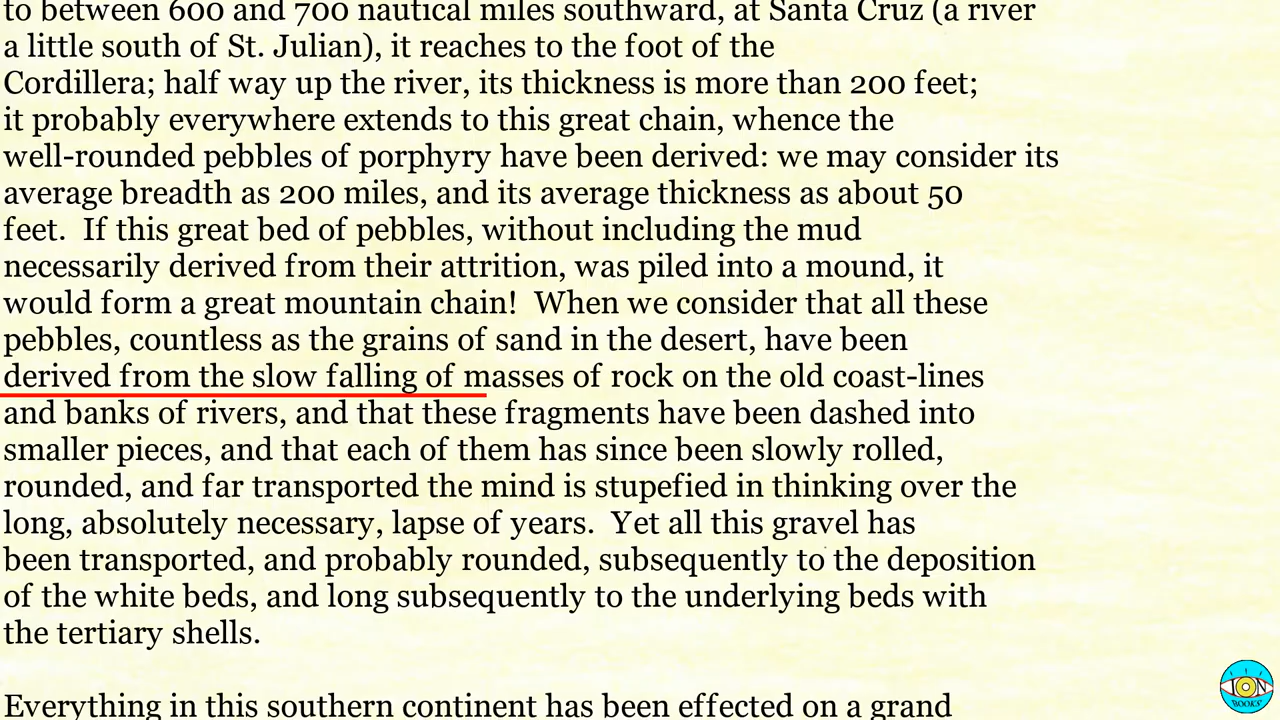 to between 600 and 700 nautical miles southward, at Santa Cruz (a river
a little south of St. Julian), it reaches to the foot of the
Cordillera; half way up the river, its thickness is more than 200 feet;
it probably everywhere extends to this great chain, whence the
well-rounded pebbles of porphyry have been derived: we may consider its
average breadth as 200 miles, and its average thickness as about 50
feet.  If this great bed of pebbles, without including the mud
necessarily derived from their attrition, was piled into a mound, it
would form a great mountain chain!  When we consider that all these
pebbles, countless as the grains of sand in the desert, have been
derived from the slow falling of masses of rock on the old coast-lines
and banks of rivers, and that these fragments have been dashed into
smaller pieces, and that each of them has since been slowly rolled,
rounded, and far transported the mind is stupefied in thinking over the
long, absolutely necessary, lapse of years.  Yet all this gravel has
been transported, and probably rounded, subsequently to the deposition
of the white beds, and long subsequently to the underlying beds with
the tertiary shells.
Everything in this southern continent has been effected on a grand
ION
BOOKS